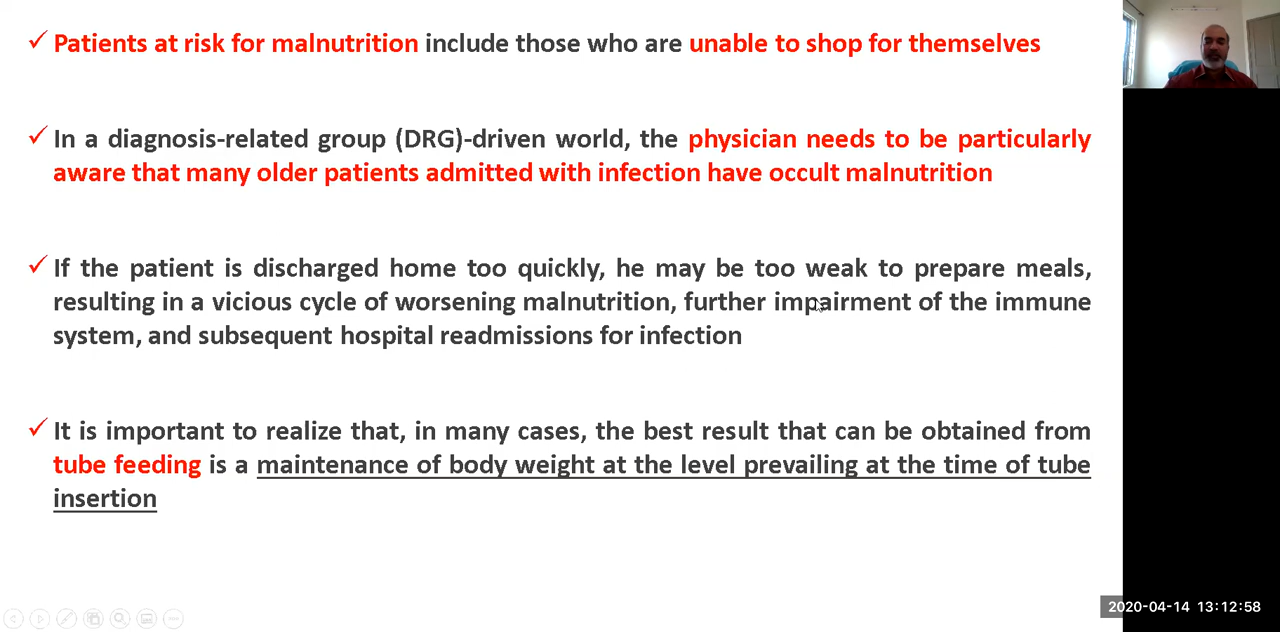 Patients at risk for malnutrition include those who are unable to shop for themselves
In a diagnosis-related group (DRG)-driven world, the physician needs to be particularly
aware that many older patients admitted with infection have occult malnutrition
If the patient is discharged home too quickly, he may be too weak to prepare meals,
resulting in a vicious cycle of worsening malnutrition, further impairment of the immune
system, and subsequent hospital readmissions for infection
It is important to realize that, in many cases, the best result that can be obtained from
tube feeding is a maintenance of body weight at the level prevailing at the time of tube
insertion
2020-04-14 13:12:58